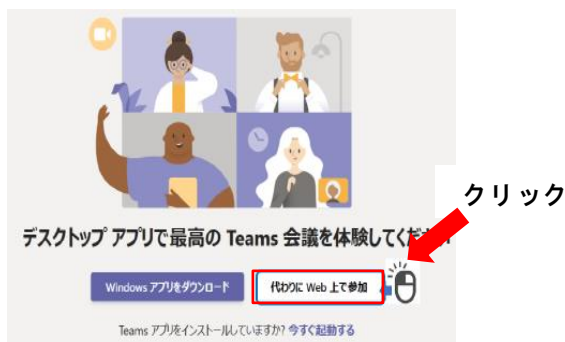 クリック
デスクトップ アプリで最高の Teams 会議を体験してく
Windows アプリをダウンロード
代わりに Web 上で参加
Teams アプリをインストールしていますか? 今すぐ起動する